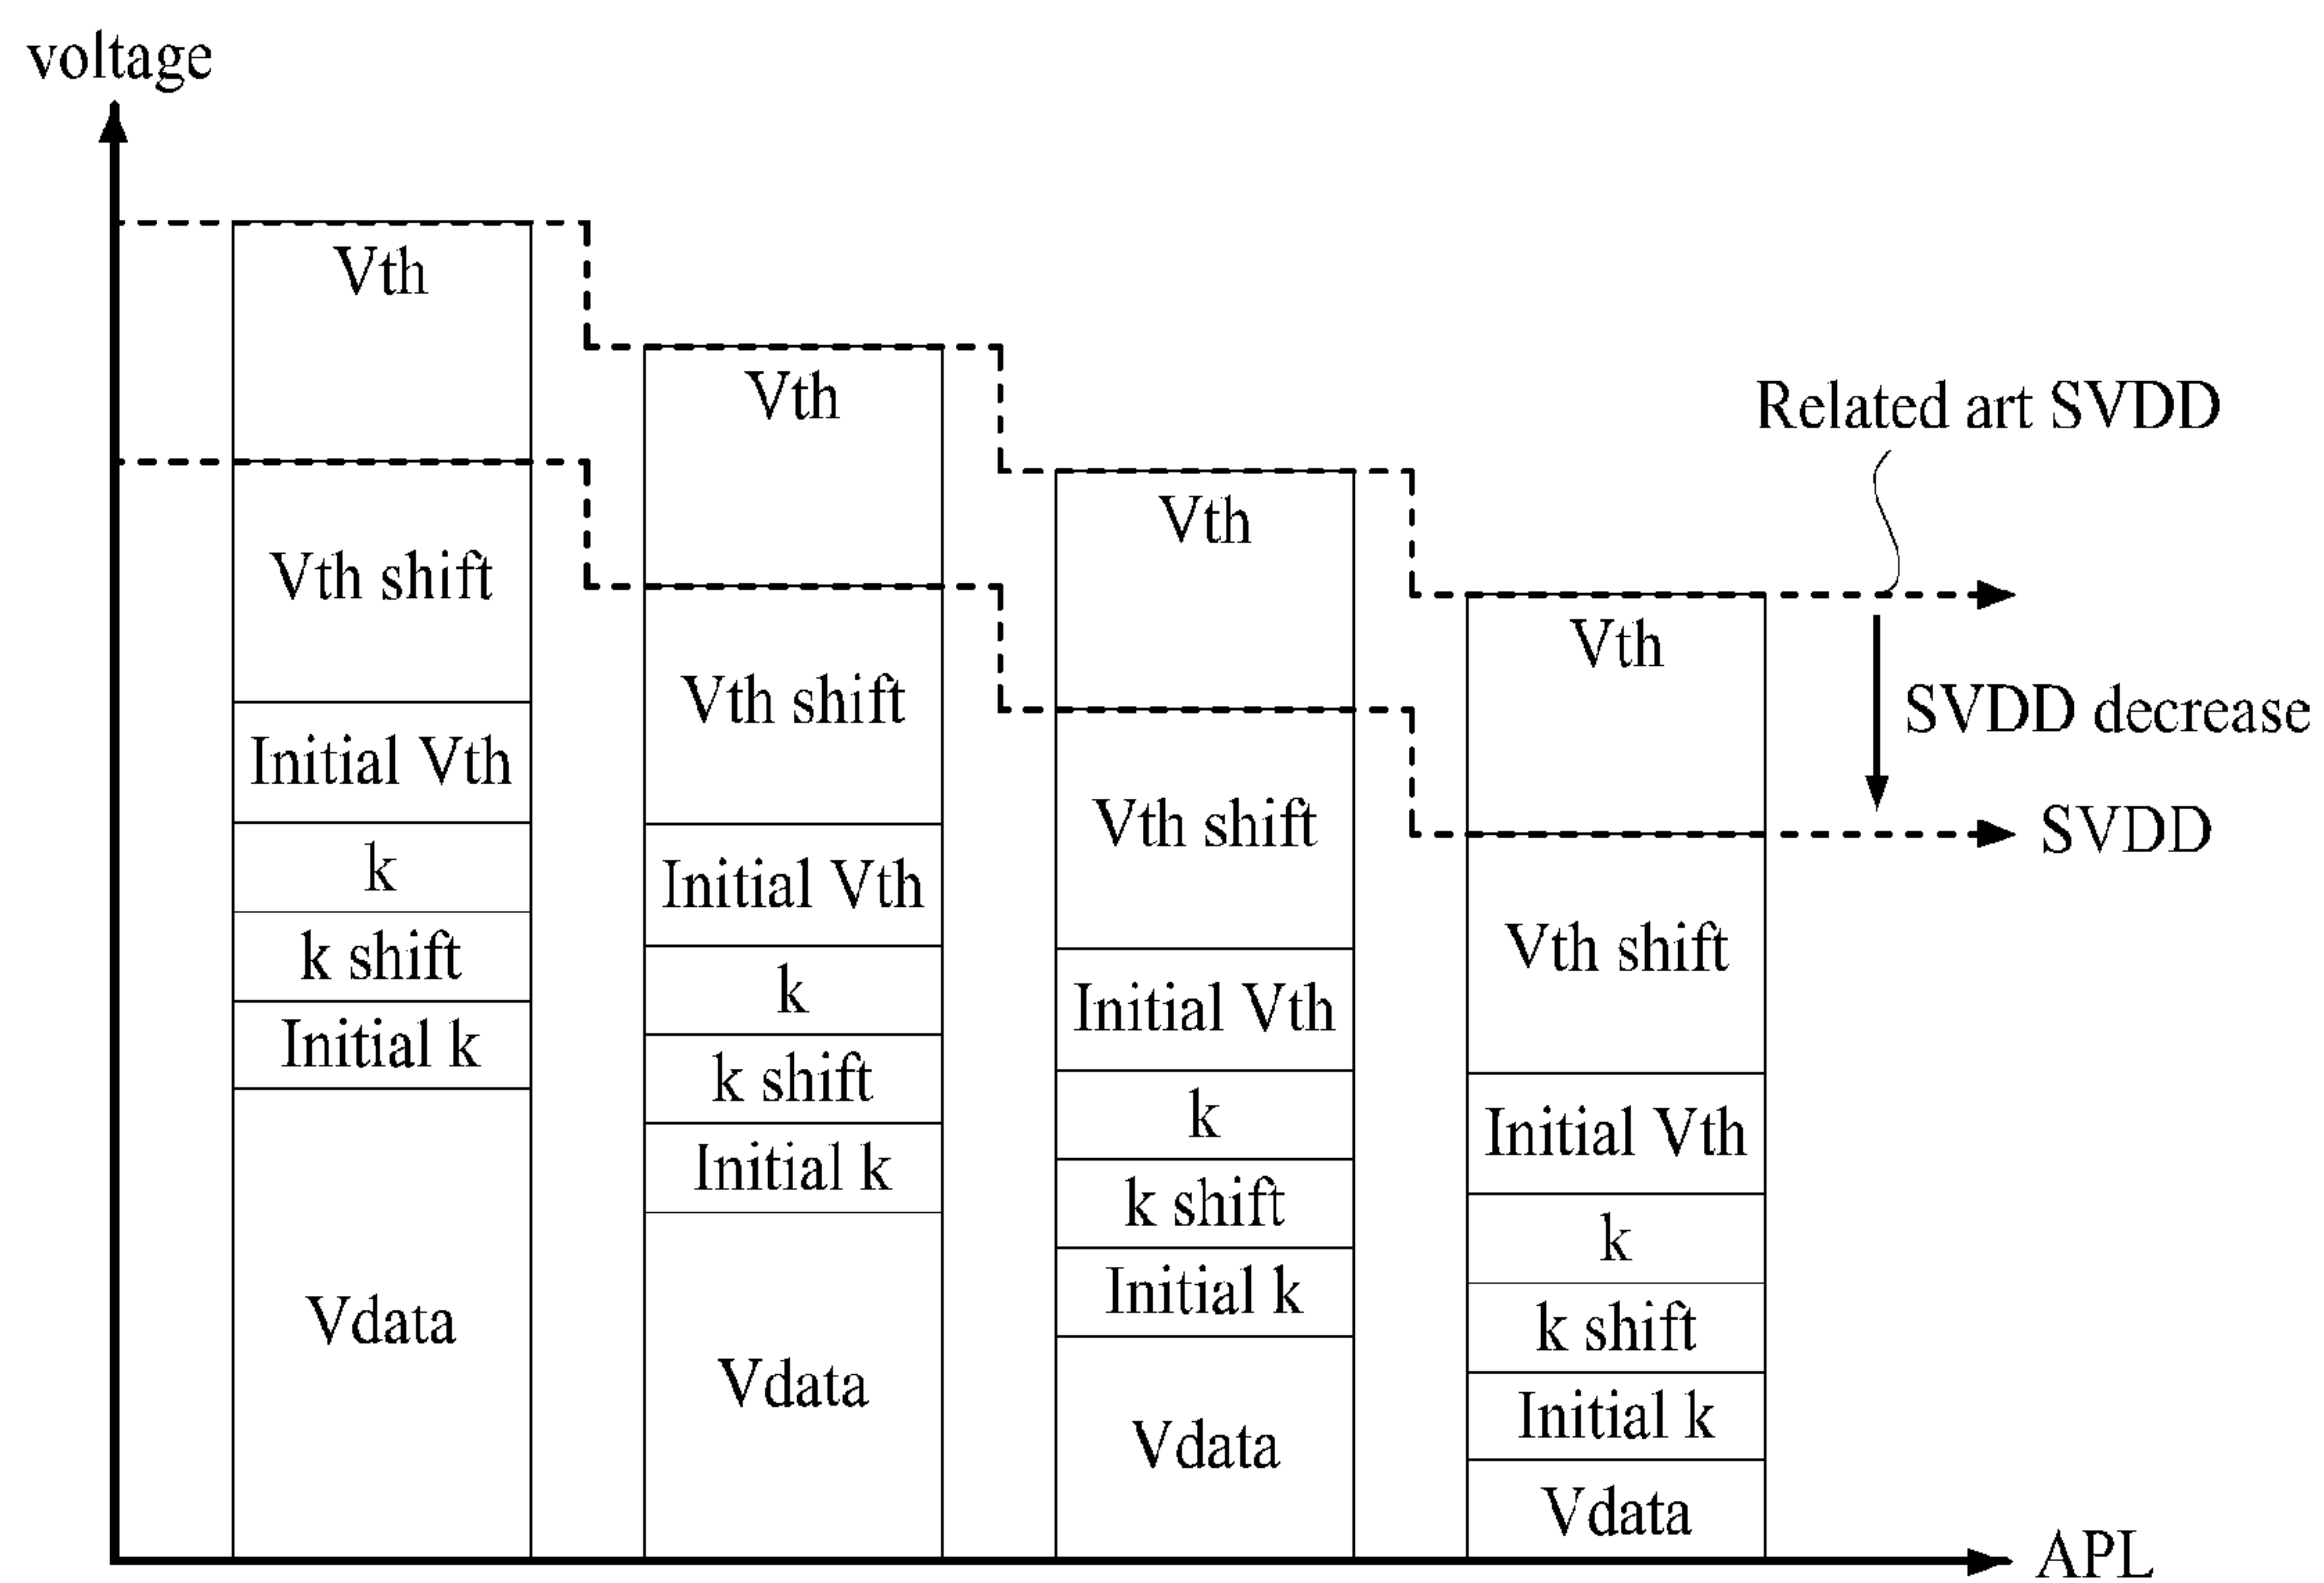 voltage
Vth
Vth shift
Initial Vth
k
k shift
Initial k
Vdata
Vth
Vth shift
Initial Vth
k
k shift
Initial k
Vdata
Vth
Vth shift
Initial Vth
k
k shift
Initial k
Vdata
Vth
Vth shift
Initial Vth
k
k shift
Initial k
Vdata
Related art SVDD
SVDD decrease
SVDD
APL